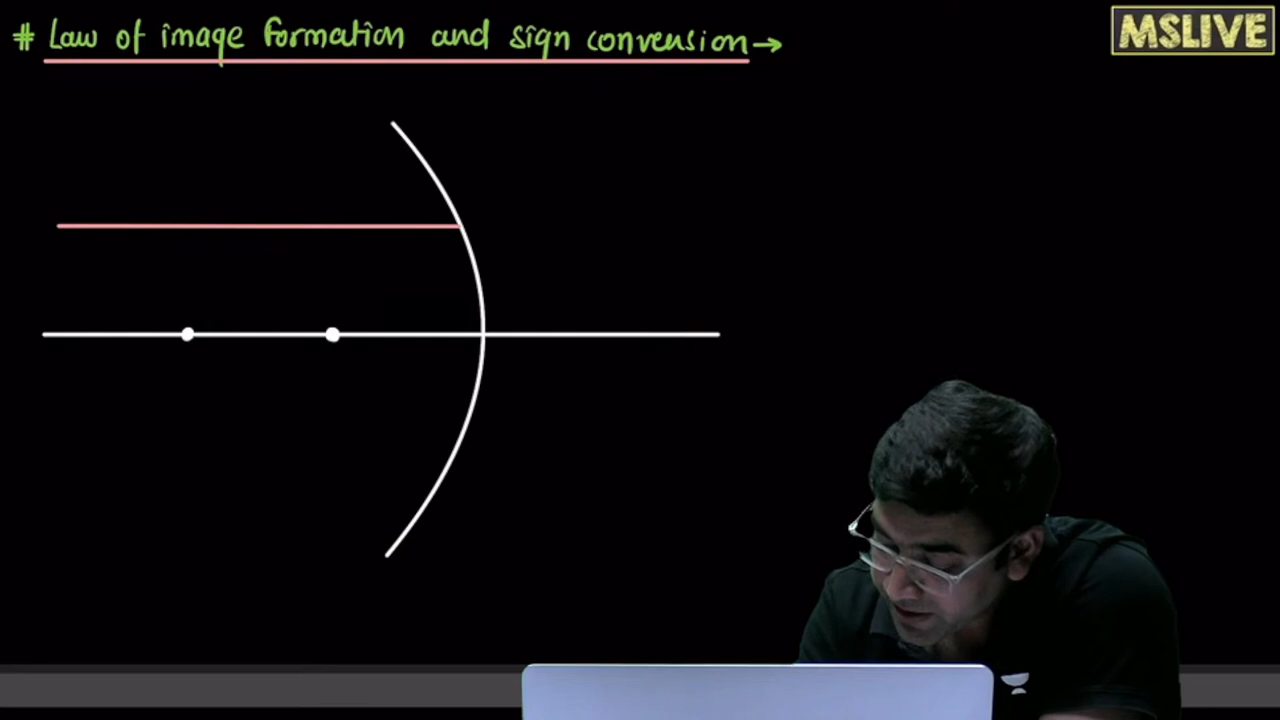 # Law of image formation and sign convension →
MSLIVE